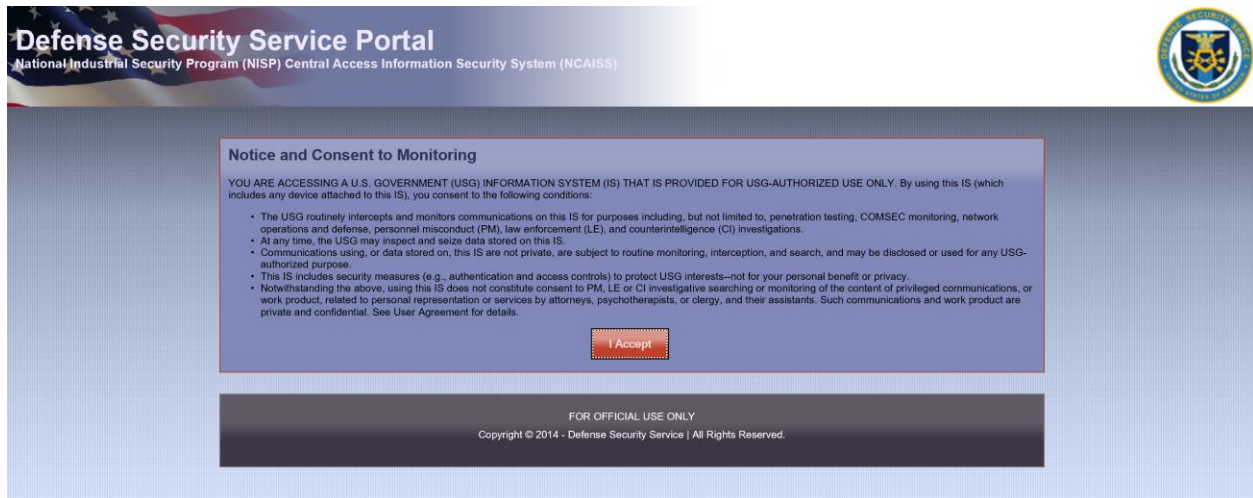 Defense Security Service Portal
National Industrial Security Program (NISP) Central Access Information Security System (NCAISS)
DEFENSE SECURITY SERVICE
UNITED STATES OF AMERICA
Notice and Consent to Monitoring
YOU ARE ACCESSING A U.S. GOVERNMENT (USG) INFORMATION SYSTEM (IS) THAT IS PROVIDED FOR USG-AUTHORIZED USE ONLY. By using this IS (which
includes any device attached to this IS), you consent to the following conditions:
• The USG routinely intercepts and monitors communications on this IS for purposes including, but not limited to, penetration testing, COMSEC monitoring, network
operations and defense, personnel misconduct (PM), law enforcement (LE), and counterintelligence (CI) investigations.
• At any time, the USG may inspect and seize data stored on this IS.
• Communications using, or data stored on, this IS are not private, are subject to routine monitoring, interception, and search, and may be disclosed or used for any USG-
authorized purpose.
• This IS includes security measures (e.g., authentication and access controls) to protect USG interests--not for your personal benefit or privacy.
• Notwithstanding the above, using this IS does not constitute consent to PM, LE or CI investigative searching or monitoring of the content of privileged communications, or
work product, related to personal representation or services by attorneys, psychotherapists, or clergy, and their assistants. Such communications and work product are
private and confidential. See User Agreement for details.
I Accept
FOR OFFICIAL USE ONLY
Copyright © 2014 - Defense Security Service | All Rights Reserved.